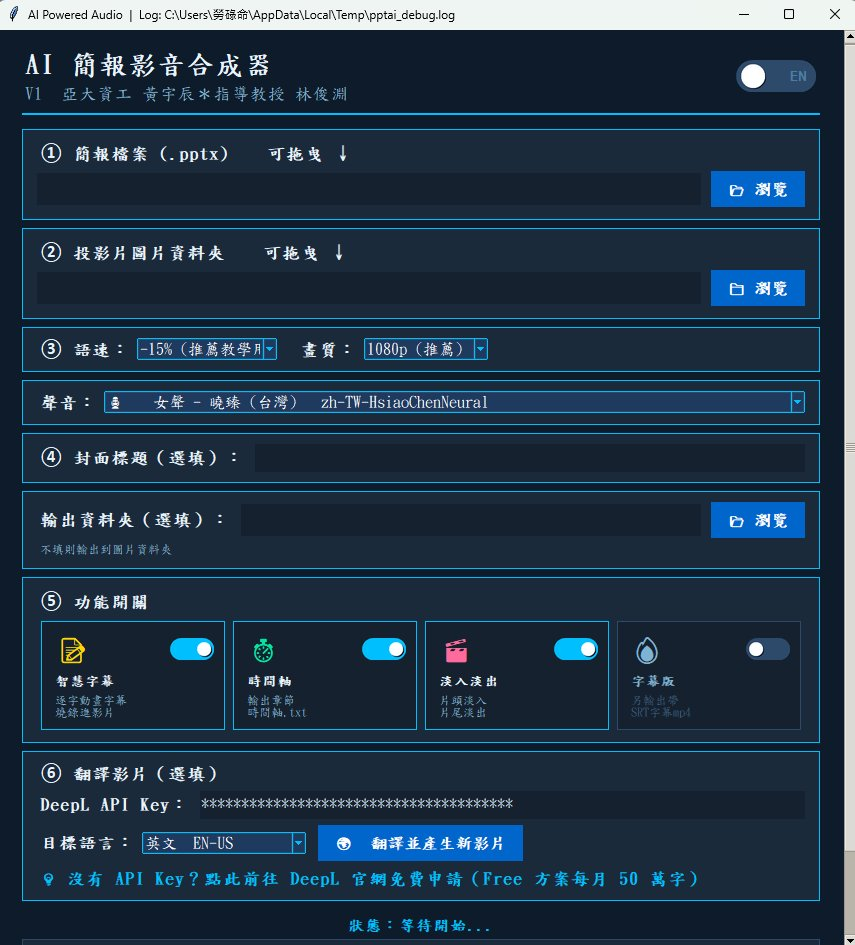 AI Powered Audio | Log: C:\Users\勞碌命\AppData\Local\Temp\pptai_debug.log
AI 簡報影音合成器
EN
V1 亞大資工 黃宇辰＊指導教授 林俊淵
① 簡報檔案 (.pptx) 可拖曳 ↓
瀏覽
② 投影片圖片資料夾 可拖曳 ↓
瀏覽
③ 語速： -15% (推薦教學用 畫質： 1080p (推薦)
聲音： 女聲 - 曉臻 (台灣) zh-TW-HsiaoChenNeural
④ 封面標題（選填）：
輸出資料夾（選填）： 瀏覽
不填則輸出到圖片資料夾
⑤ 功能開關
智慧字幕
逐字動畫字幕
燒錄進影片
時間軸
輸出章節
時間軸.txt
淡入淡出
片頭淡入
片尾淡出
字幕版
另輸出帶
SRT字幕mp4
⑥ 翻譯影片（選填）
DeepL API Key： ***************************************
目標語言： 英文 EN-US 翻譯並產生新影片
沒有 API Key？點此前往 DeepL 官網免費申請（Free 方案每月 50 萬字）
狀態：等待開始...